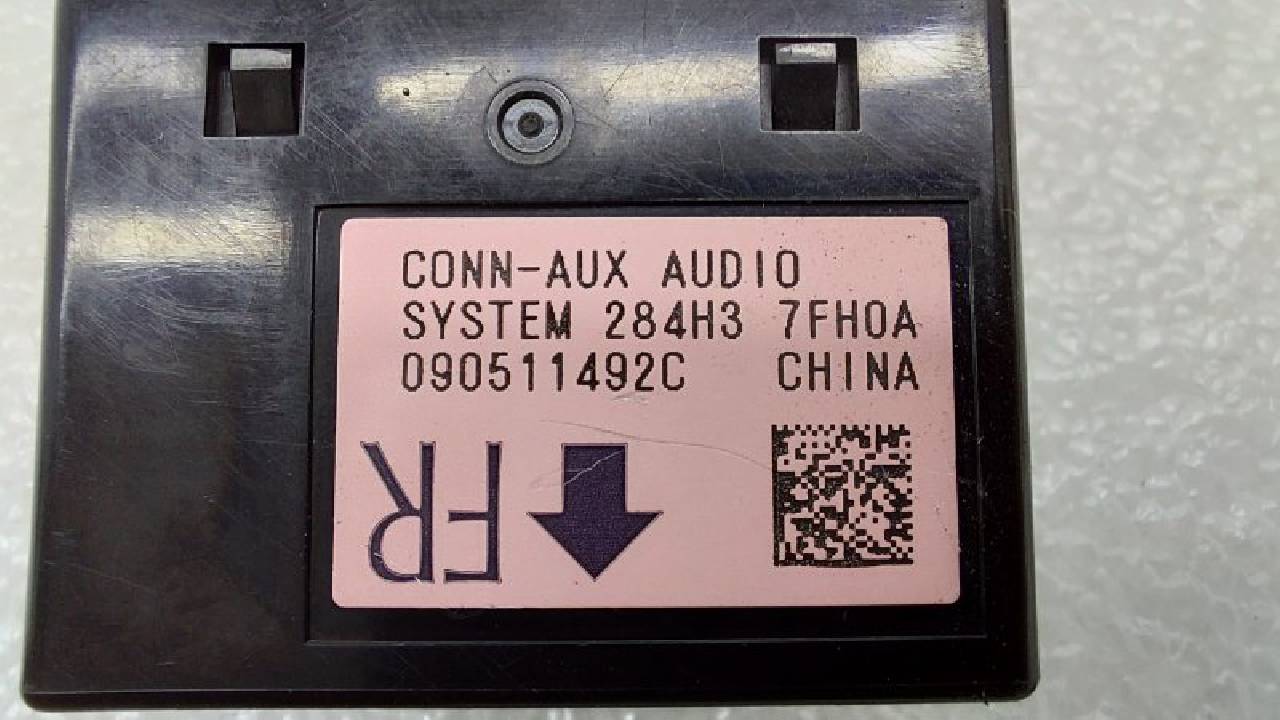 CONN-AUX AUDIO
SYSTEM 284H3 7FH0A
090511492C CHINA
FR